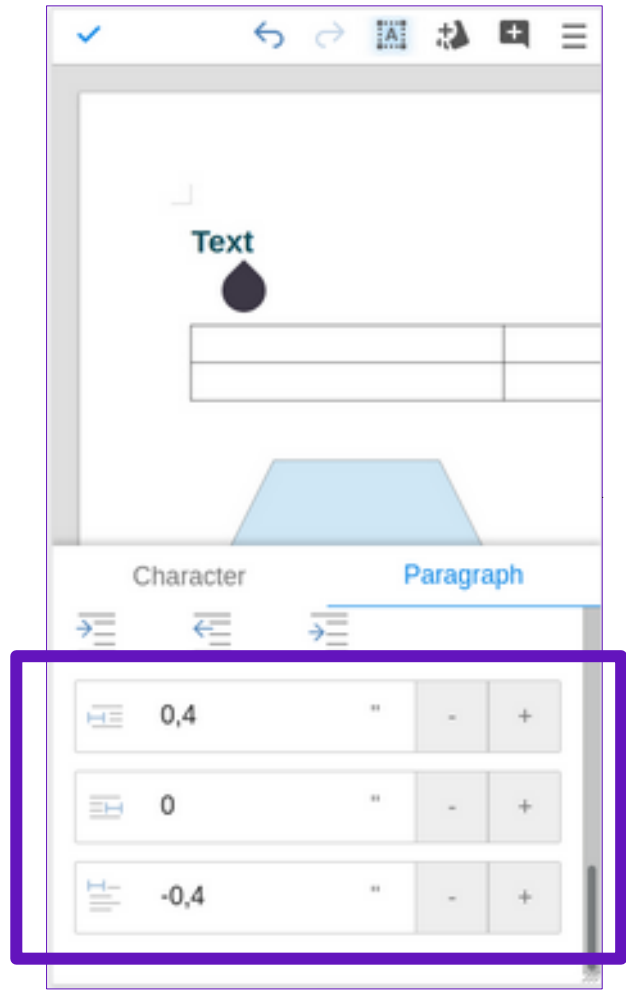 A
Text
Character Paragraph
0,4 " - +
0 " - +
-0,4 " - +